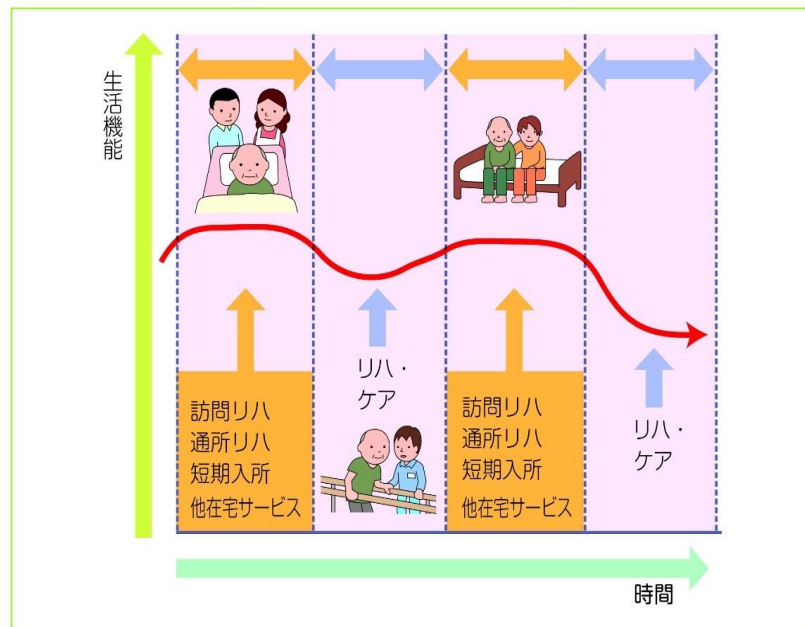 生活機能
訪問リハ
通所リハ
短期入所
他在宅サービス
リハ・
ケア
訪問リハ
通所リハ
短期入所
他在宅サービス
リハ・
ケア
時間